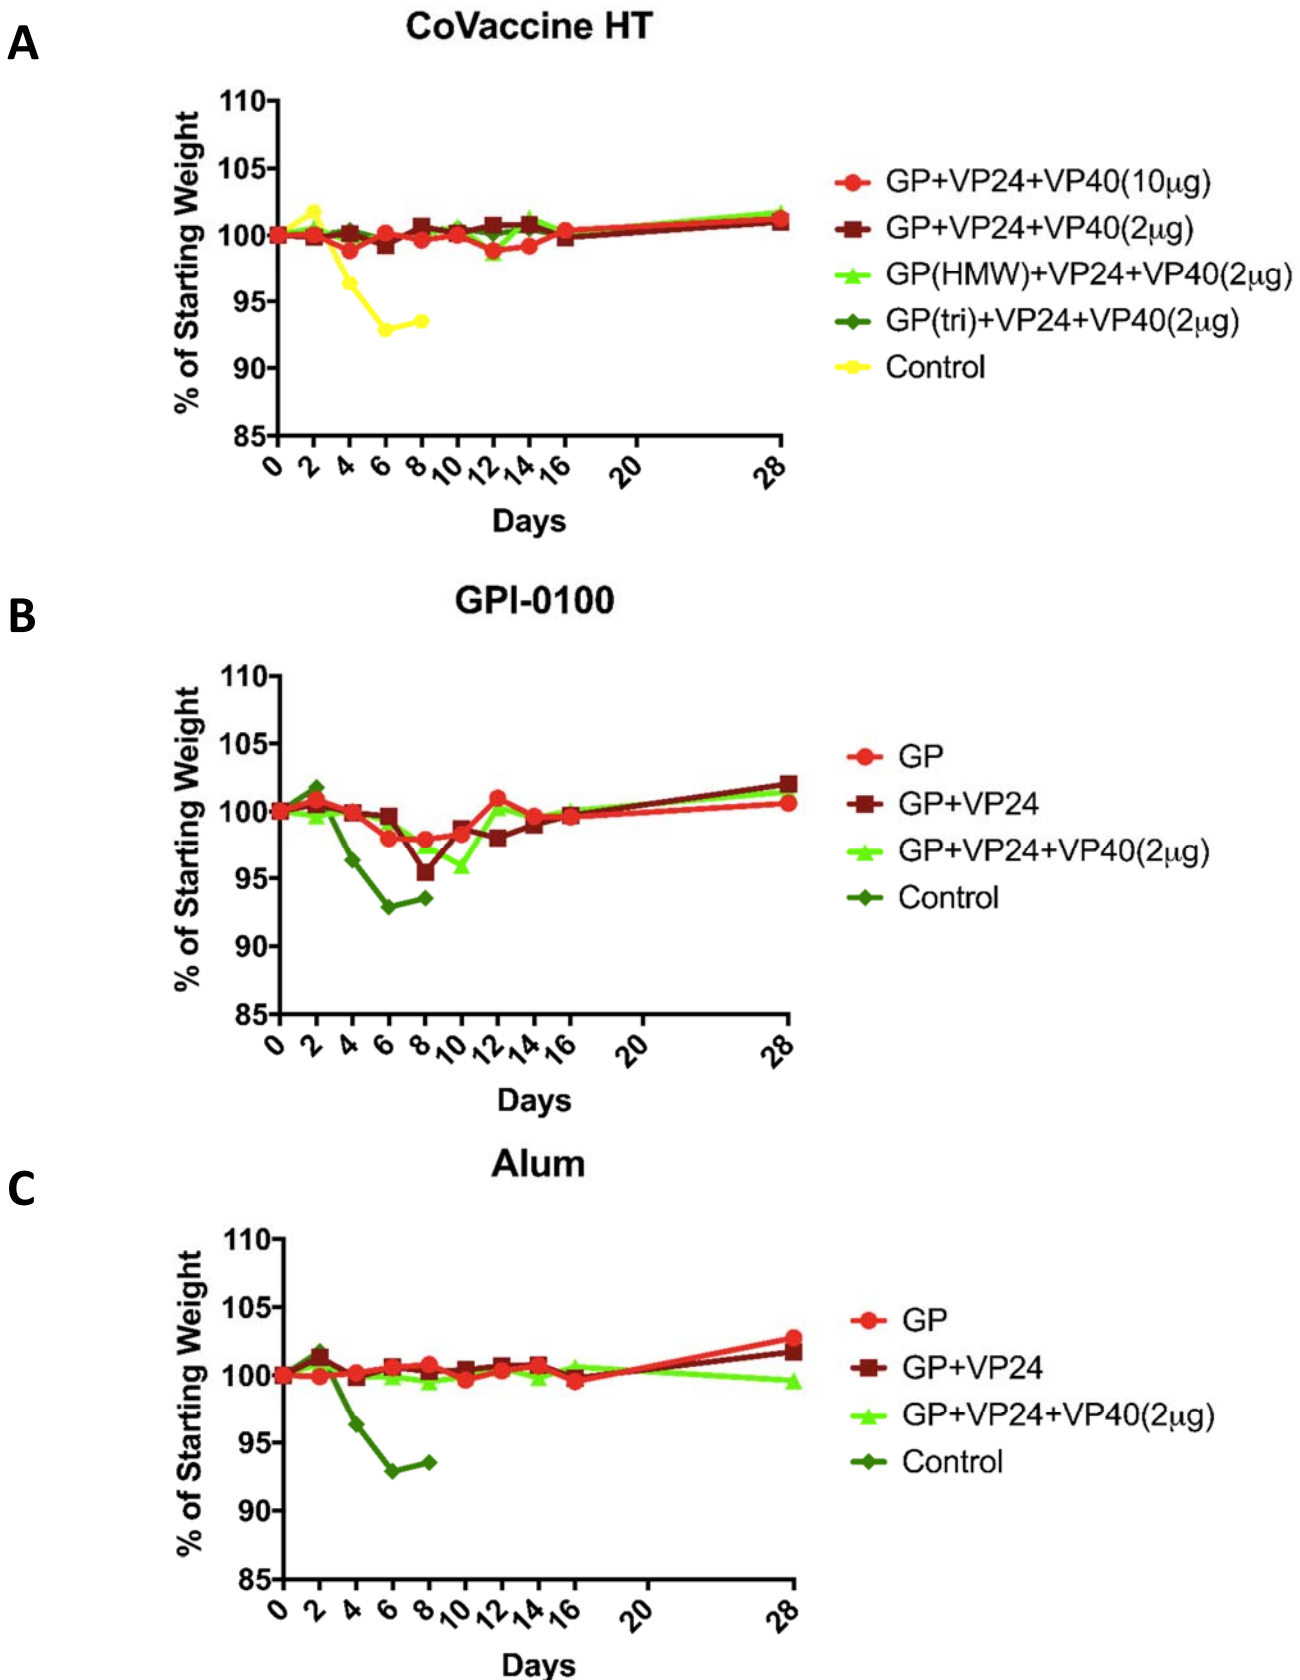 A
CoVaccine HT
110
105
100
95
90
85
% of Starting Weight
0 2 4 6 8 10 12 14 16 20 28
Days
GP+VP24+VP40(10µg)
GP+VP24+VP40(2µg)
GP(HMW)+VP24+VP40(2µg)
GP(tri)+VP24+VP40(2µg)
Control
B
GPI-0100
110
105
100
95
90
85
% of Starting Weight
0 2 4 6 8 10 12 14 16 20 28
Days
GP
GP+VP24
GP+VP24+VP40(2µg)
Control
C
Alum
110
105
100
95
90
85
% of Starting Weight
0 2 4 6 8 10 12 14 16 20 28
Days
GP
GP+VP24
GP+VP24+VP40(2µg)
Control